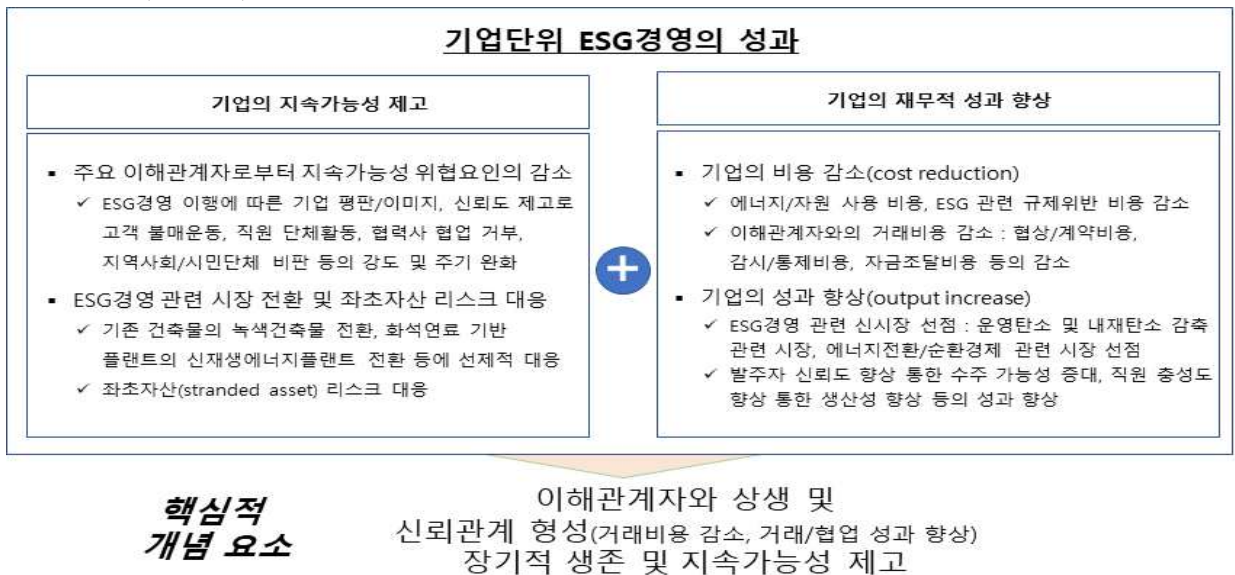 기업단위 ESG경영의 성과
기업의 지속가능성 제고
▪ 주요 이해관계자로부터 지속가능성 위협요인의 감소
✓ ESG경영 이행에 따른 기업 평판/이미지, 신뢰도 제고로
고객 불매운동, 직원 단체활동, 협력사 협업 거부,
지역사회/시민단체 비판 등의 강도 및 주기 완화
▪ ESG경영 관련 시장 전환 및 좌초자산 리스크 대응
✓ 기존 건축물의 녹색건축물 전환, 화석연료 기반
플랜트의 신재생에너지플랜트 전환 등에 선제적 대응
✓ 좌초자산(stranded asset) 리스크 대응
+
기업의 재무적 성과 향상
▪ 기업의 비용 감소(cost reduction)
✓ 에너지/자원 사용 비용, ESG 관련 규제위반 비용 감소
✓ 이해관계자와의 거래비용 감소 : 협상/계약비용,
감시/통제비용, 자금조달비용 등의 감소
▪ 기업의 성과 향상(output increase)
✓ ESG경영 관련 신시장 선점 : 운영탄소 및 내재탄소 감축
관련 시장, 에너지전환/순환경제 관련 시장 선점
✓ 발주자 신뢰도 향상 통한 수주 가능성 증대, 직원 충성도
향상 통한 생산성 향상 등의 성과 향상
핵심적
개념 요소
이해관계자와 상생 및
신뢰관계 형성(거래비용 감소, 거래/협업 성과 향상)
장기적 생존 및 지속가능성 제고